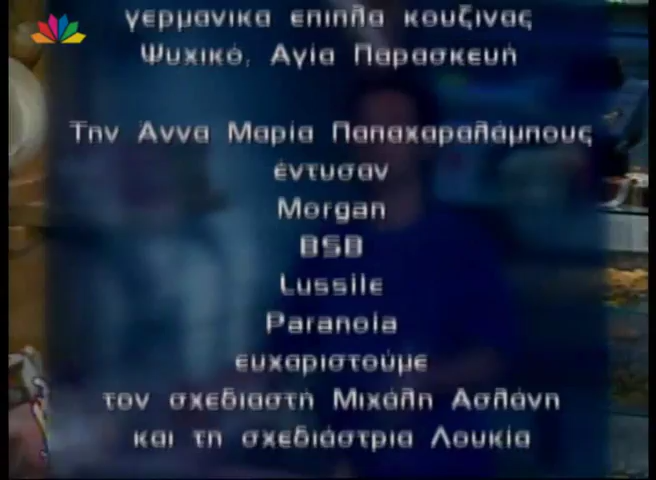 γερμανικα επιπλα κουζινας
Ψυχικό, Αγία Παρασκευή
Την Άννα Μαρία Παπαχαραλάμπους
έντυσαν
Morgan
BSB
Lussile
Paranoia
ευχαριστούμε
τον σχεδιαστή Μιχάλη Ασλάνη
και τη σχεδιάστρια Λουκία